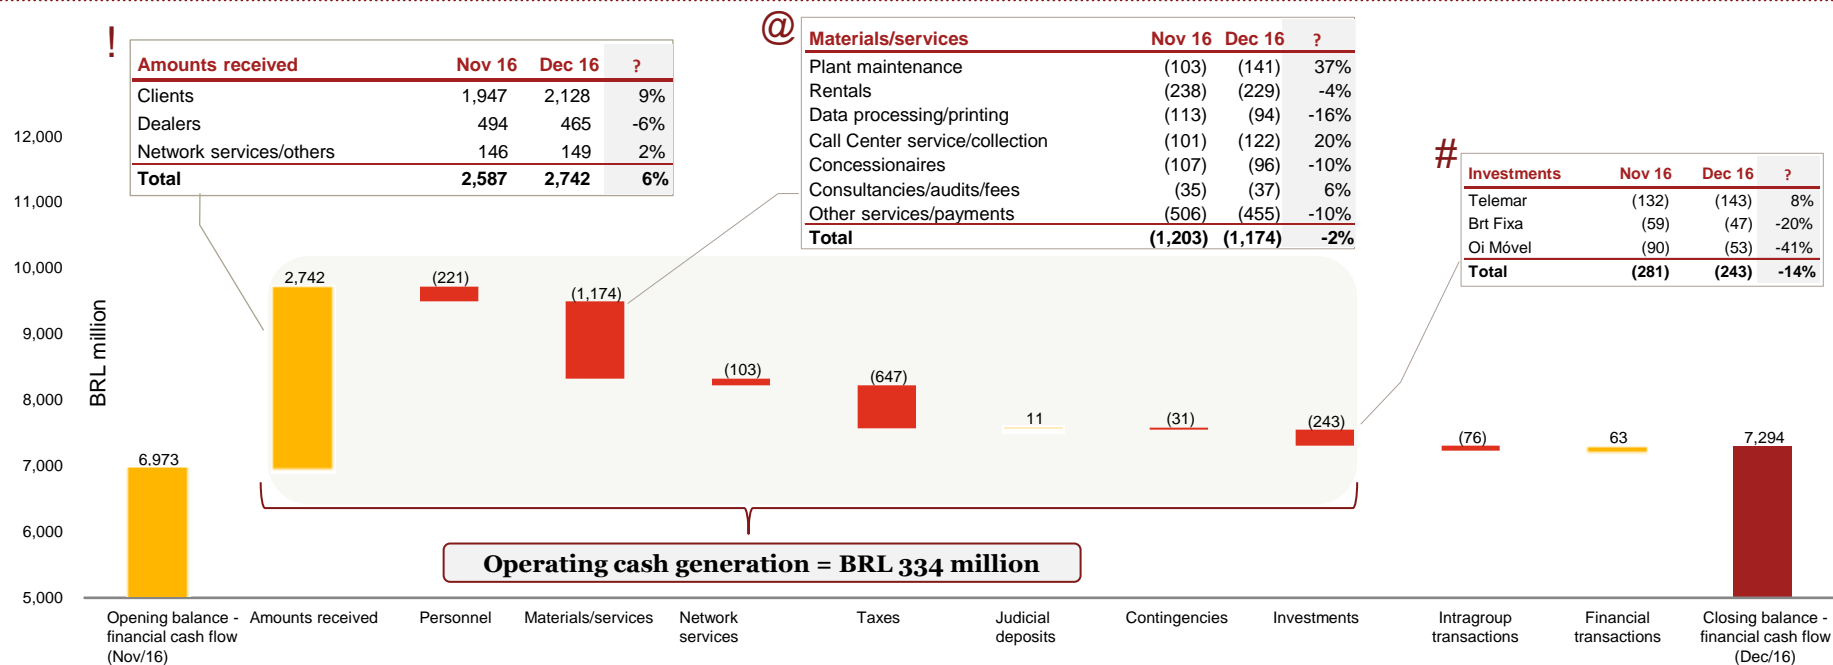 !
Amounts received Nov 16 Dec 16 ?
Clients 1,947 2,128 9%
Dealers 494 465 -6%
Network services/others 146 149 2%
Total 2,587 2,742 6%
@
Materials/services Nov 16 Dec 16 ?
Plant maintenance (103) (141) 37%
Rentals (238) (229) -4%
Data processing/printing (113) (94) -16%
Call Center service/collection (101) (122) 20%
Concessionaires (107) (96) -10%
Consultancies/audits/fees (35) (37) 6%
Other services/payments (506) (455) -10%
Total (1,203) (1,174) -2%
#
Investments Nov 16 Dec 16 ?
Telemar (132) (143) 8%
Brt Fixa (59) (47) -20%
Oi Móvel (90) (53) -41%
Total (281) (243) -14%
BRL million
12,000
11,000
10,000
9,000
8,000
7,000
6,000
5,000
6,973
2,742
(221)
(1,174)
(103)
(647)
11
(31)
(243)
(76)
63
7,294
Operating cash generation = BRL 334 million
Opening balance -
financial cash flow
(Nov/16)
Amounts received
Personnel
Materials/services
Network
services
Taxes
Judicial
deposits
Contingencies
Investments
Intragroup
transactions
Financial
transactions
Closing balance -
financial cash flow
(Dec/16)